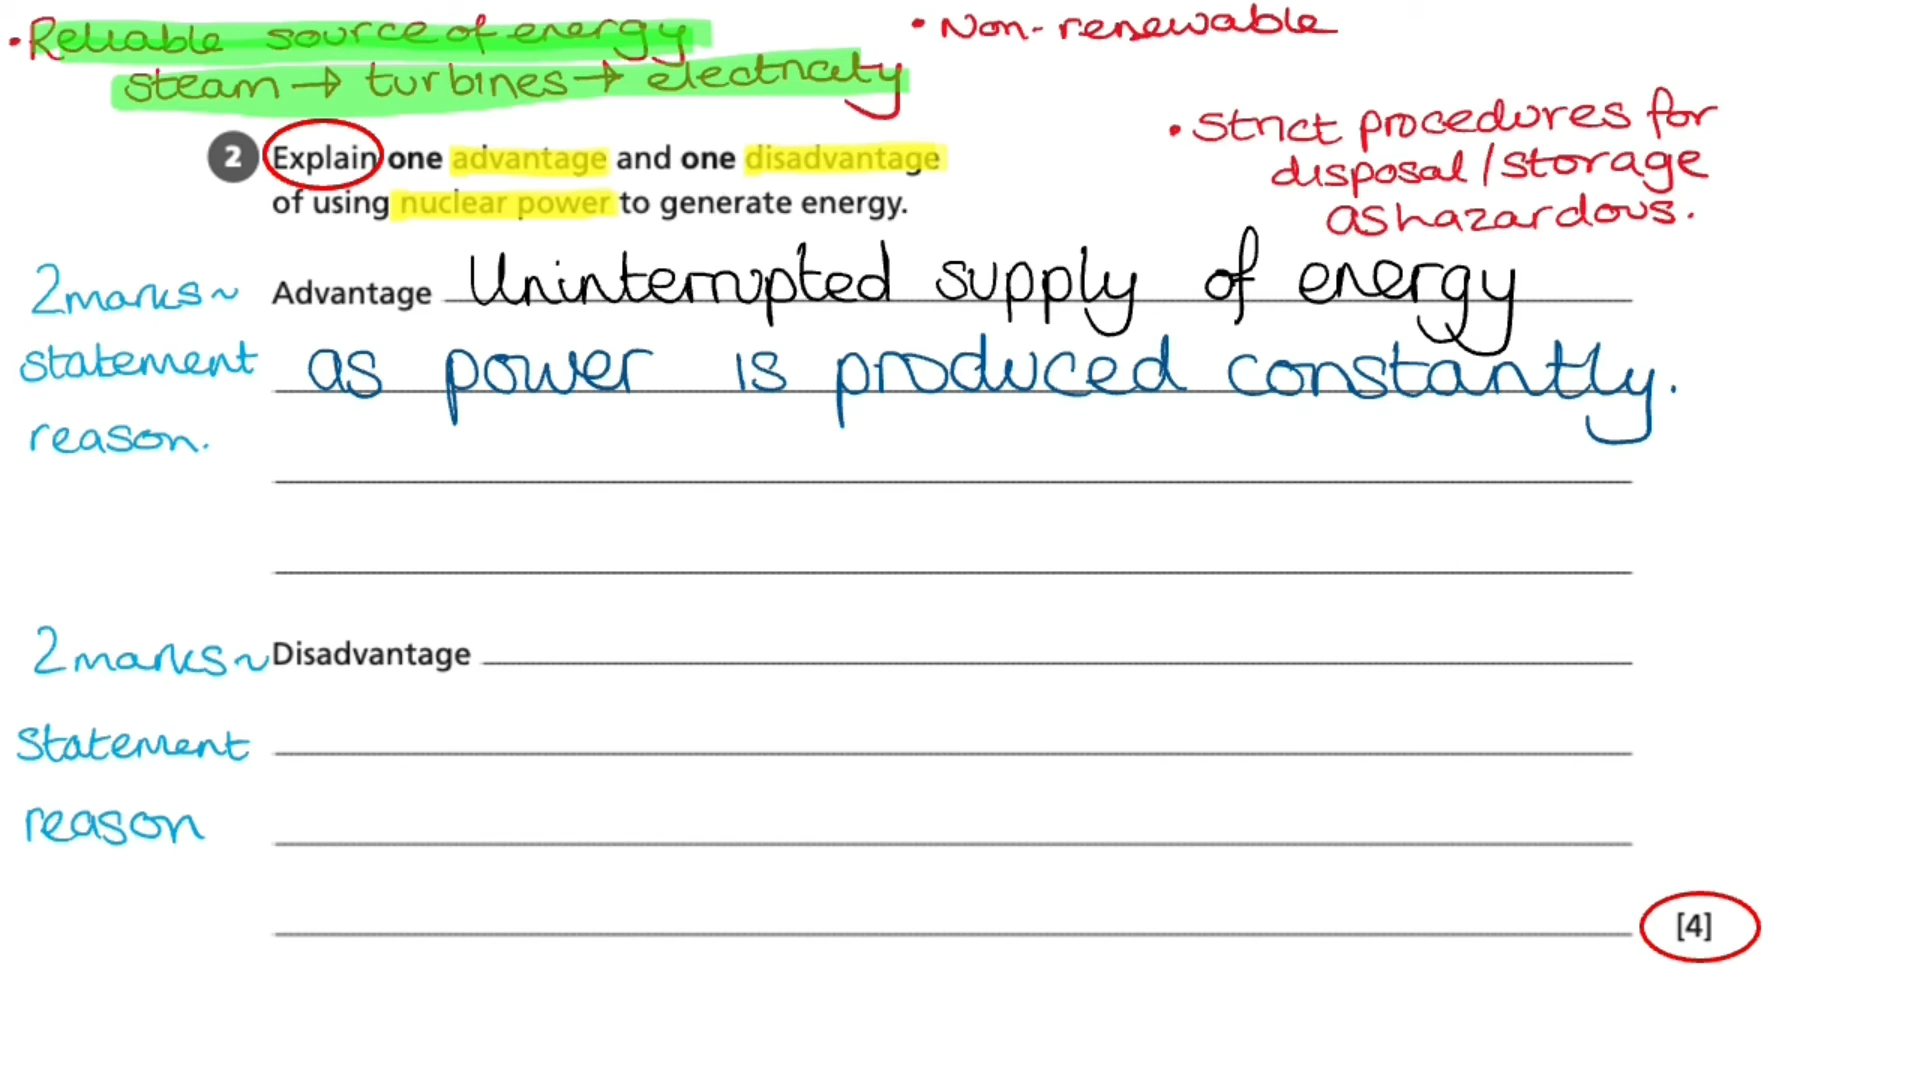 •Reliable source of energy
steam → turbines → electricity
• Non-renewable
• Strict procedures for
disposal/storage
as hazardous.
2 Explain one advantage and one disadvantage
of using nuclear power to generate energy.
2marks~
statement
reason.
Advantage Uninterrupted supply of energy
as power is produced constantly.
2marks~
statement
reason
Disadvantage
[4]